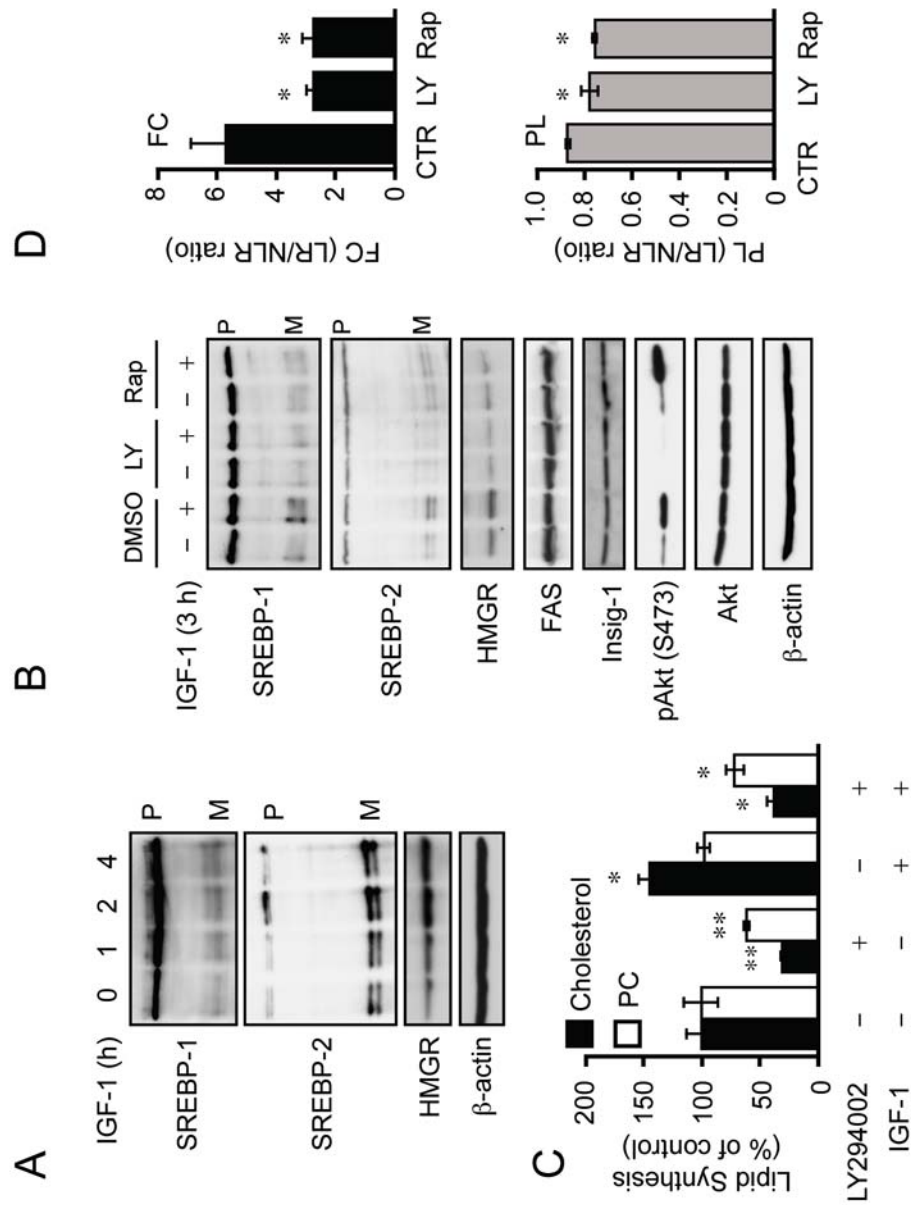 A
IGF-1 (h) 0 1 2 4
SREBP-1 P
M
SREBP-2 P
M
HMGR
β-actin
B
DMSO LY Rap
IGF-1 (3 h) − + − + − +
SREBP-1 P
M
SREBP-2 P
M
HMGR
FAS
Insig-1
pAkt (S473)
Akt
β-actin
C
Lipid Synthesis
(% of control)
200
150
100
50
0
Cholesterol
PC
** ** * * *
LY294002 − + − +
IGF-1 − − + +
D
FC
FC (LR/NLR ratio)
8
6
4
2
0
* *
CTR LY Rap
PL
PL (LR/NLR ratio)
1.0
0.8
0.6
0.4
0.2
0
* *
CTR LY Rap